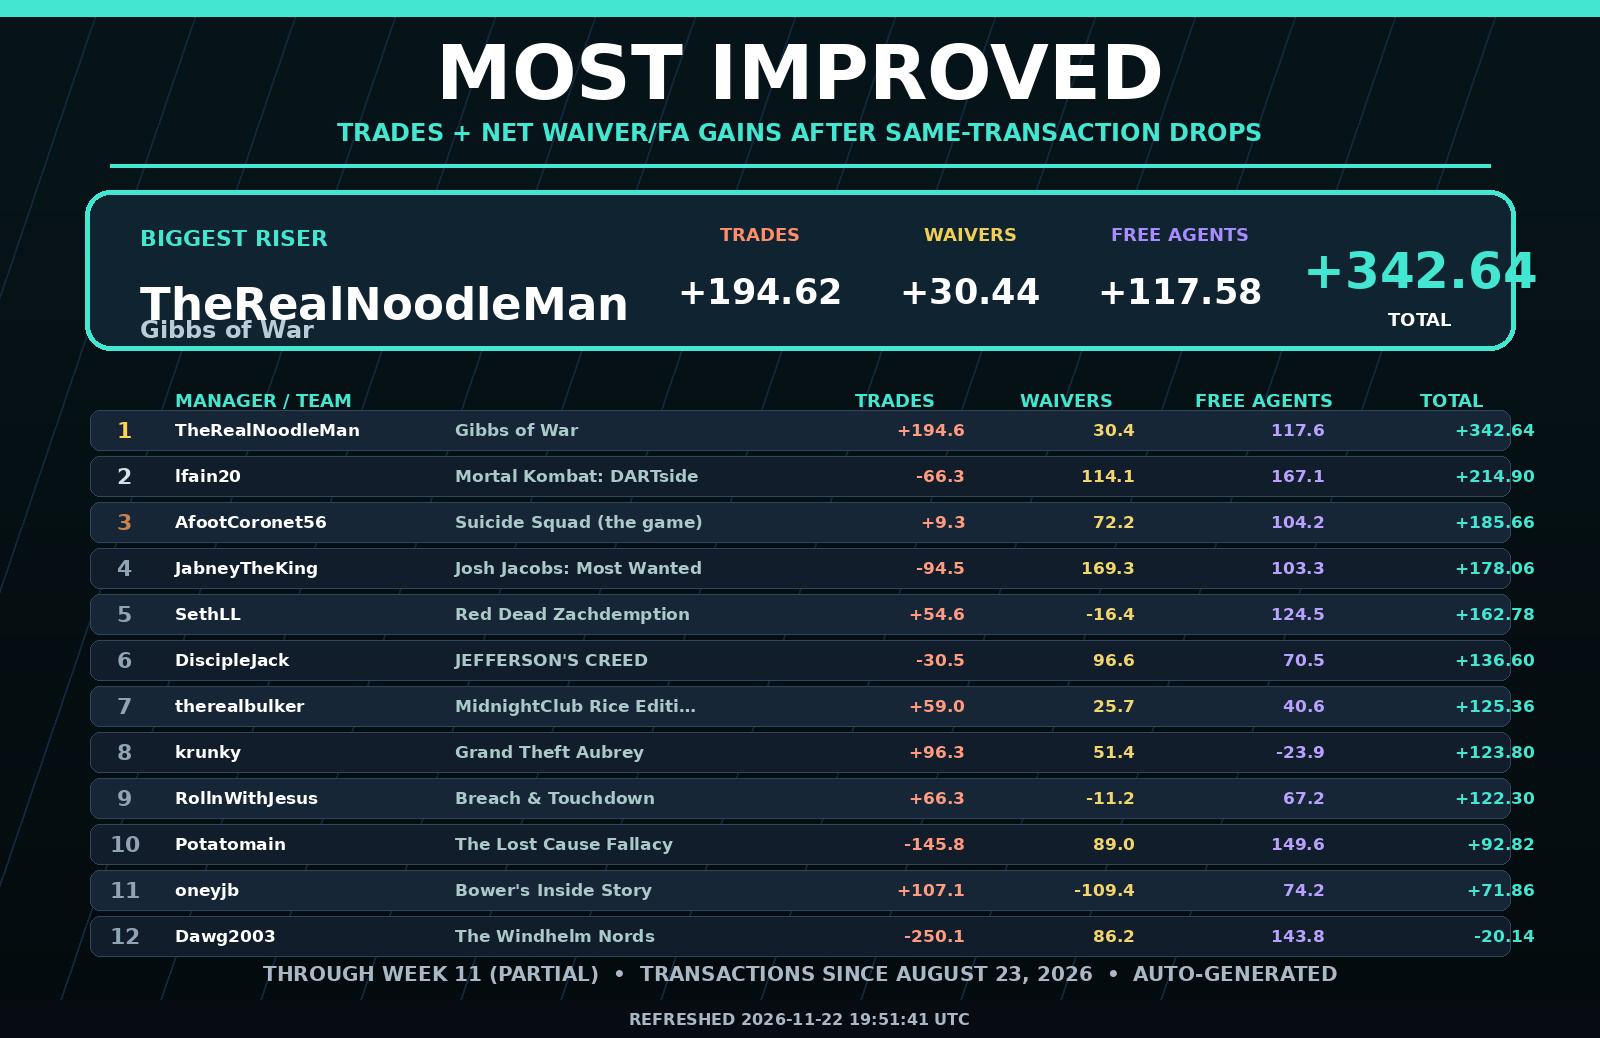 MOST IMPROVED
TRADES + NET WAIVER/FA GAINS AFTER SAME-TRANSACTION DROPS
BIGGEST RISER
TheRealNoodleMan
Gibbs of War
TRADES WAIVERS FREE AGENTS
+194.62 +30.44 +117.58
+342.64
TOTAL
MANAGER / TEAM TRADES WAIVERS FREE AGENTS TOTAL
1 TheRealNoodleMan Gibbs of War +194.6 30.4 117.6 +342.64
2 lfain20 Mortal Kombat: DARTside -66.3 114.1 167.1 +214.90
3 AfootCoronet56 Suicide Squad (the game) +9.3 72.2 104.2 +185.66
4 JabneyTheKing Josh Jacobs: Most Wanted -94.5 169.3 103.3 +178.06
5 SethLL Red Dead Zachdemption +54.6 -16.4 124.5 +162.78
6 DiscipleJack JEFFERSON'S CREED -30.5 96.6 70.5 +136.60
7 therealbulker MidnightClub Rice Editi... +59.0 25.7 40.6 +125.36
8 krunky Grand Theft Aubrey +96.3 51.4 -23.9 +123.80
9 RollnWithJesus Breach & Touchdown +66.3 -11.2 67.2 +122.30
10 Potatomain The Lost Cause Fallacy -145.8 89.0 149.6 +92.82
11 oneyjb Bower's Inside Story +107.1 -109.4 74.2 +71.86
12 Dawg2003 The Windhelm Nords -250.1 86.2 143.8 -20.14
THROUGH WEEK 11 (PARTIAL) • TRANSACTIONS SINCE AUGUST 23, 2026 • AUTO-GENERATED
REFRESHED 2026-11-22 19:51:41 UTC